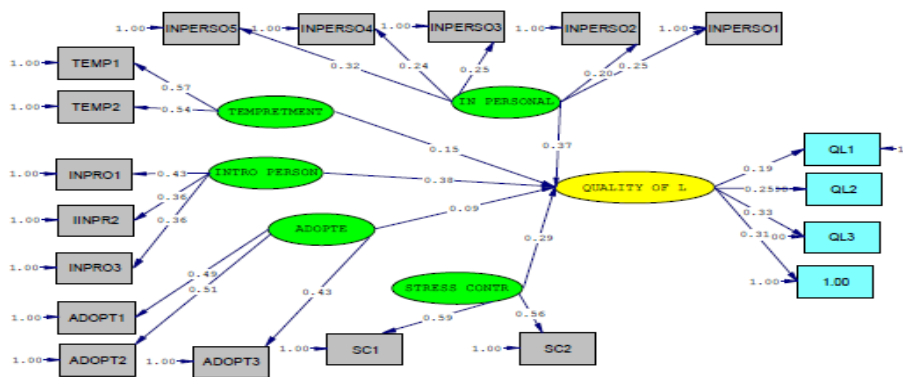 1.00 INPERSO5 1.00 INPERSO4 1.00 INPERSO3 1.00 INPERSO2 1.00 INPERSO1
1.00 TEMP1
0.57
0.32 0.24 0.25 0.20 0.25
1.00 TEMP2
0.54
TEMPRETMENT
IN PERSONAL
0.15
0.37
1.00 INPRO1
0.43
INTRO PERSON
0.38
QUALITY OF L
0.19
QL1
1.00 IINPR2
0.36
0.25
QL2
0.36
ADOPTE
0.09
0.33
QL3
1.00 INPRO3
0.29
0.31
0.49
STRESS CONTR
1.00 1.00
0.51
0.43
1.00 ADOPT1
0.59
0.56
1.00 ADOPT2
1.00 ADOPT3
1.00 SC1
1.00 SC2